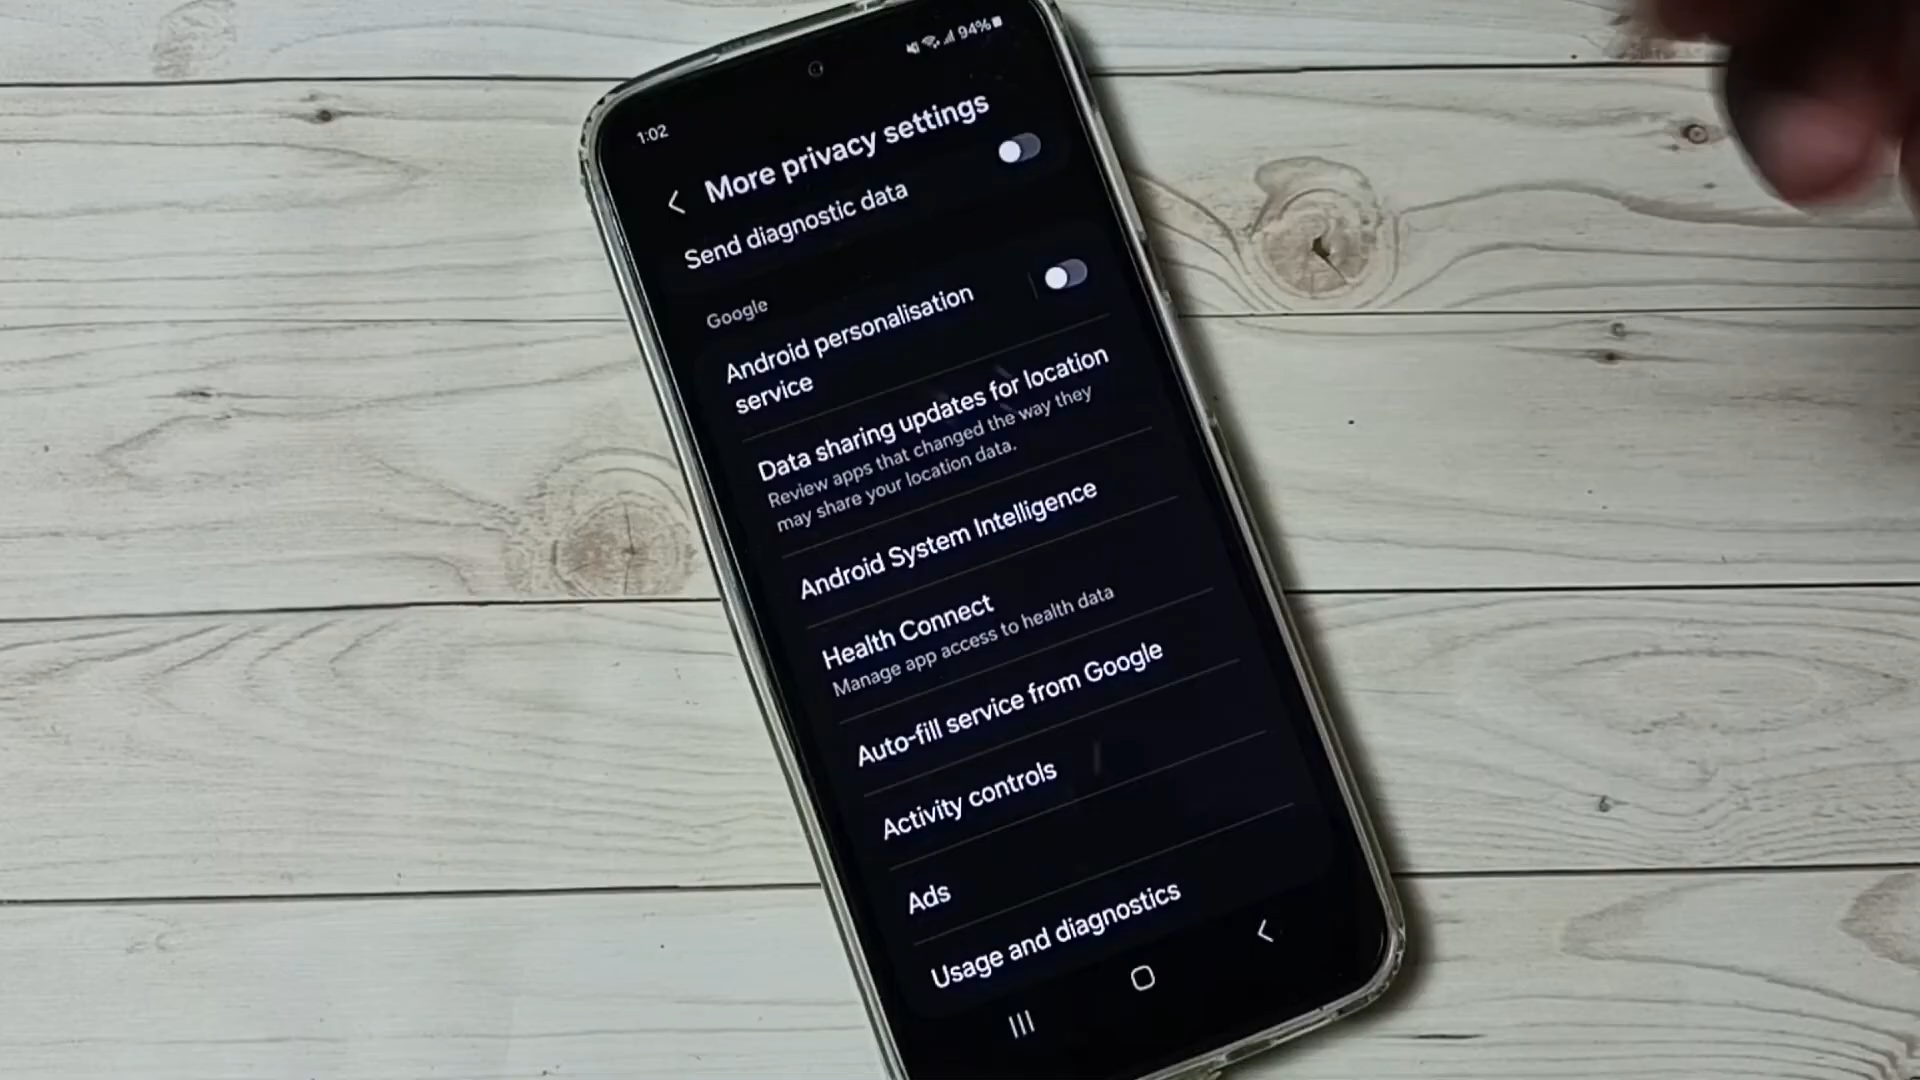 94%
1:02
More privacy settings
Send diagnostic data
Google
Android personalisation
service
Data sharing updates for location
Review apps that changed the way they
may share your location data.
Android System Intelligence
Health Connect
Manage app access to health data
Auto-fill service from Google
Activity controls
Ads
Usage and diagnostics